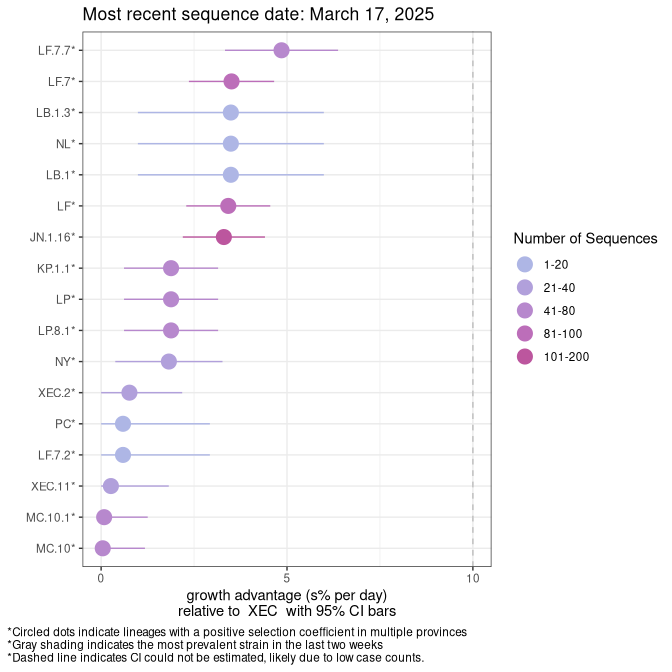 Most recent sequence date: March 17, 2025
LF.7.7*
LF.7*
LB.1.3*
NL*
LB.1*
LF*
JN.1.16*
KP.1.1*
LP*
LP.8.1*
NY*
XEC.2*
PC*
LF.7.2*
XEC.11*
MC.10.1*
MC.10*
0 5 10
growth advantage (s% per day)
relative to XEC with 95% CI bars
Number of Sequences
1-20
21-40
41-80
81-100
101-200
*Circled dots indicate lineages with a positive selection coefficient in multiple provinces
*Gray shading indicates the most prevalent strain in the last two weeks
*Dashed line indicates CI could not be estimated, likely due to low case counts.